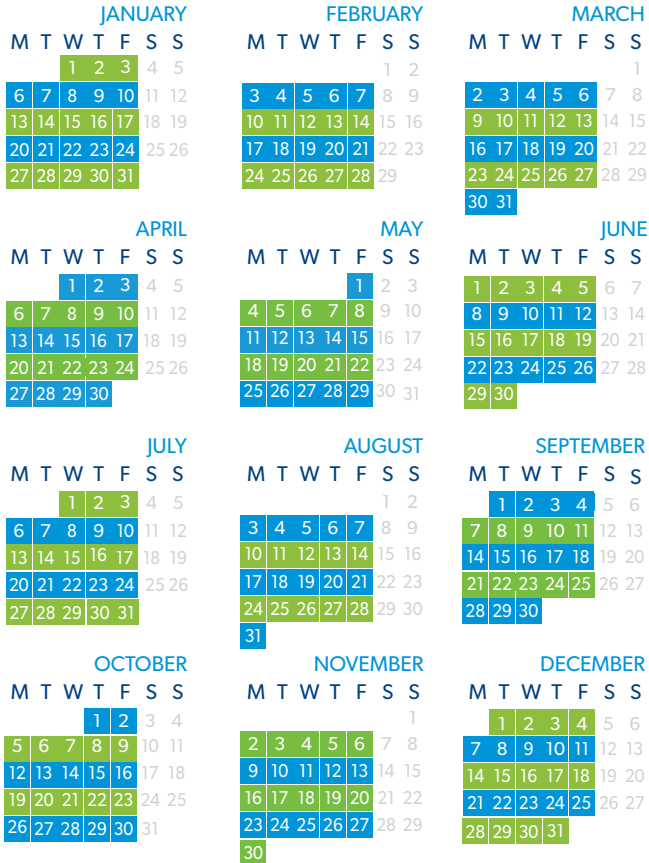 JANUARY
M T W T F S S
1 2 3 4 5
6 7 8 9 10 11 12
13 14 15 16 17 18 19
20 21 22 23 24 25 26
27 28 29 30 31
FEBRUARY
M T W T F S S
1 2
3 4 5 6 7 8 9
10 11 12 13 14 15 16
17 18 19 20 21 22 23
24 25 26 27 28 29
MARCH
M T W T F S S
1
2 3 4 5 6 7 8
9 10 11 12 13 14 15
16 17 18 19 20 21 22
23 24 25 26 27 28 29
30 31
APRIL
M T W T F S S
1 2 3 4 5
6 7 8 9 10 11 12
13 14 15 16 17 18 19
20 21 22 23 24 25 26
27 28 29 30
MAY
M T W T F S S
1 2 3
4 5 6 7 8 9 10
11 12 13 14 15 16 17
18 19 20 21 22 23 24
25 26 27 28 29 30 31
JUNE
M T W T F S S
1 2 3 4 5 6 7
8 9 10 11 12 13 14
15 16 17 18 19 20 21
22 23 24 25 26 27 28
29 30
JULY
M T W T F S S
1 2 3 4 5
6 7 8 9 10 11 12
13 14 15 16 17 18 19
20 21 22 23 24 25 26
27 28 29 30 31
AUGUST
M T W T F S S
1 2
3 4 5 6 7 8 9
10 11 12 13 14 15 16
17 18 19 20 21 22 23
24 25 26 27 28 29 30
31
SEPTEMBER
M T W T F S S
1 2 3 4 5 6
7 8 9 10 11 12 13
14 15 16 17 18 19 20
21 22 23 24 25 26 27
28 29 30
OCTOBER
M T W T F S S
1 2 3 4
5 6 7 8 9 10 11
12 13 14 15 16 17 18
19 20 21 22 23 24 25
26 27 28 29 30 31
NOVEMBER
M T W T F S S
1
2 3 4 5 6 7 8
9 10 11 12 13 14 15
16 17 18 19 20 21 22
23 24 25 26 27 28 29
30
DECEMBER
M T W T F S S
1 2 3 4 5 6
7 8 9 10 11 12 13
14 15 16 17 18 19 20
21 22 23 24 25 26 27
28 29 30 31